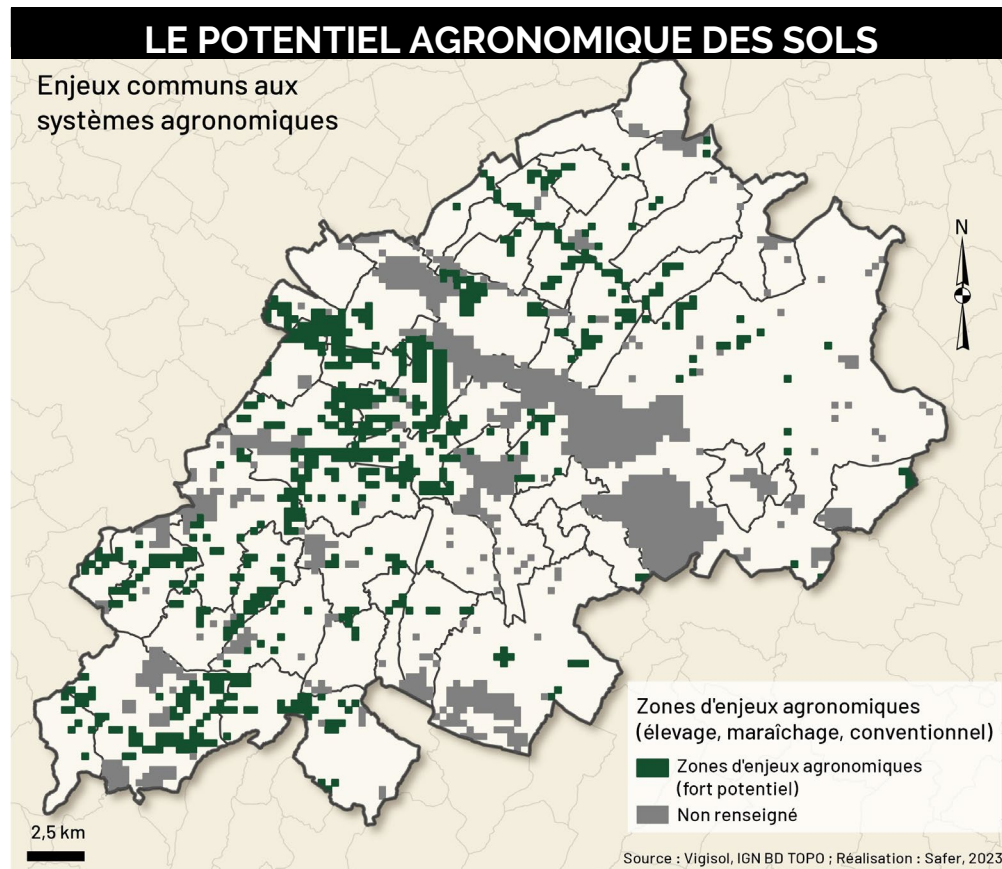 LE POTENTIEL AGRONOMIQUE DES SOLS
Enjeux communs aux
systèmes agronomiques
N
Zones d'enjeux agronomiques
(élevage, maraîchage, conventionnel)
Zones d'enjeux agronomiques
(fort potentiel)
Non renseigné
2,5 km
Source : Vigisol, IGN BD TOPO ; Réalisation : Safer, 2023